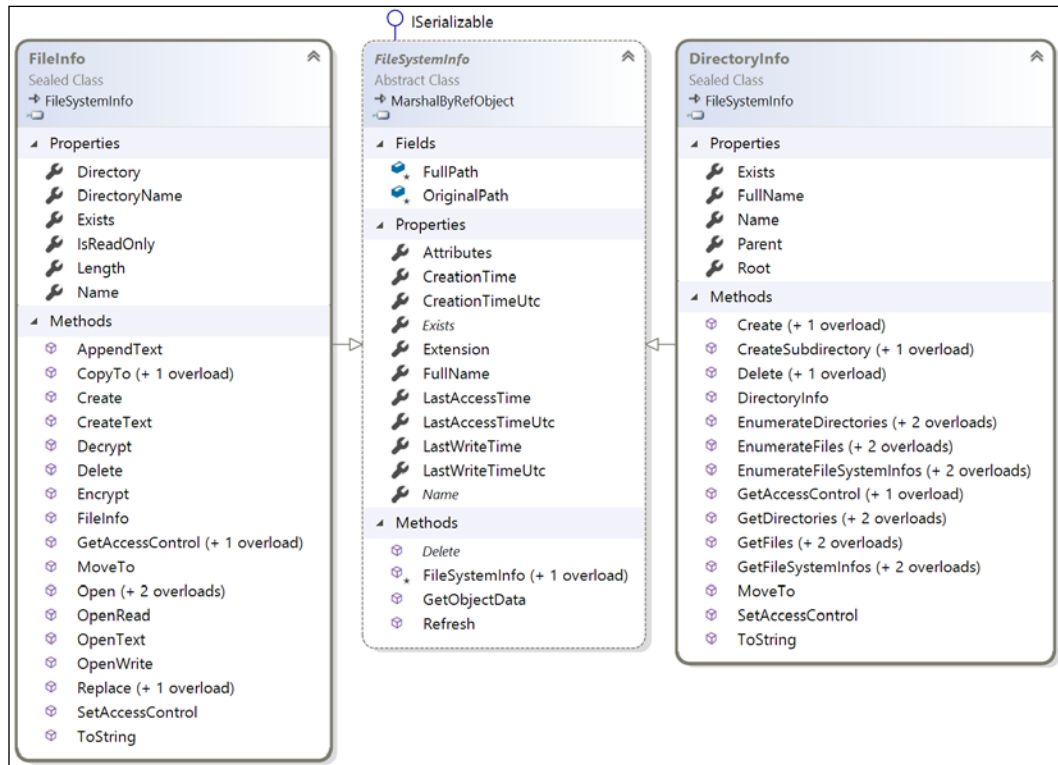 ISerializable
FileInfo
Sealed Class
FileSystemInfo
Properties
Directory
DirectoryName
Exists
IsReadOnly
Length
Name
Methods
AppendText
CopyTo (+ 1 overload)
Create
CreateText
Decrypt
Delete
Encrypt
FileInfo
GetAccessControl (+ 1 overload)
MoveTo
Open (+ 2 overloads)
OpenRead
OpenText
OpenWrite
Replace (+ 1 overload)
SetAccessControl
ToString
FileSystemInfo
Abstract Class
MarshalByRefObject
Fields
FullPath
OriginalPath
Properties
Attributes
CreationTime
CreationTimeUtc
Exists
Extension
FullName
LastAccessTime
LastAccessTimeUtc
LastWriteTime
LastWriteTimeUtc
Name
Methods
Delete
FileSystemInfo (+ 1 overload)
GetObjectData
Refresh
DirectoryInfo
Sealed Class
FileSystemInfo
Properties
Exists
FullName
Name
Parent
Root
Methods
Create (+ 1 overload)
CreateSubdirectory (+ 1 overload)
Delete (+ 1 overload)
DirectoryInfo
EnumerateDirectories (+ 2 overloads)
EnumerateFiles (+ 2 overloads)
EnumerateFileSystemInfos (+ 2 overloads)
GetAccessControl (+ 1 overload)
GetDirectories (+ 2 overloads)
GetFiles (+ 2 overloads)
GetFileSystemInfos (+ 2 overloads)
MoveTo
SetAccessControl
ToString